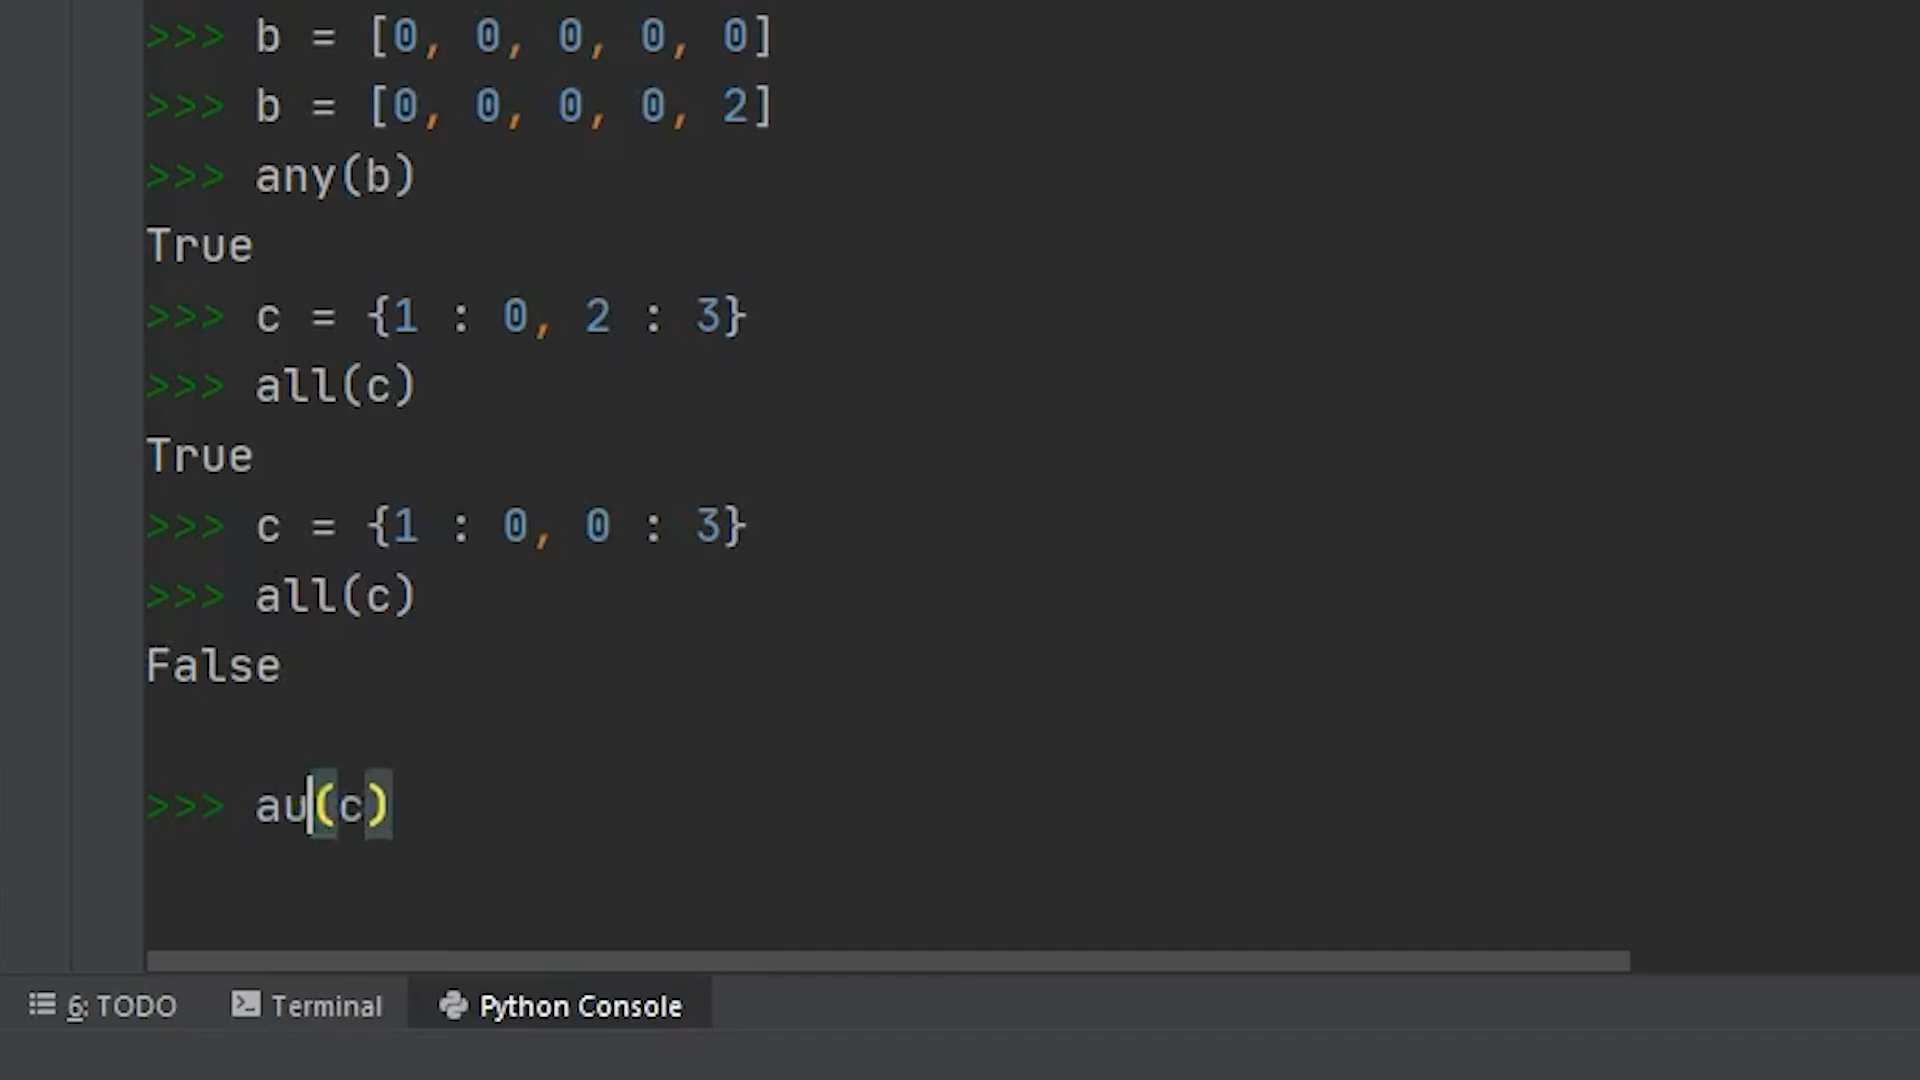 >>> b = [0, 0, 0, 0, 0]
>>> b = [0, 0, 0, 0, 2]
>>> any(b)
True
>>> c = {1 : 0, 2 : 3}
>>> all(c)
True
>>> c = {1 : 0, 0 : 3}
>>> all(c)
False
>>> au(c)
6: TODO Terminal Python Console